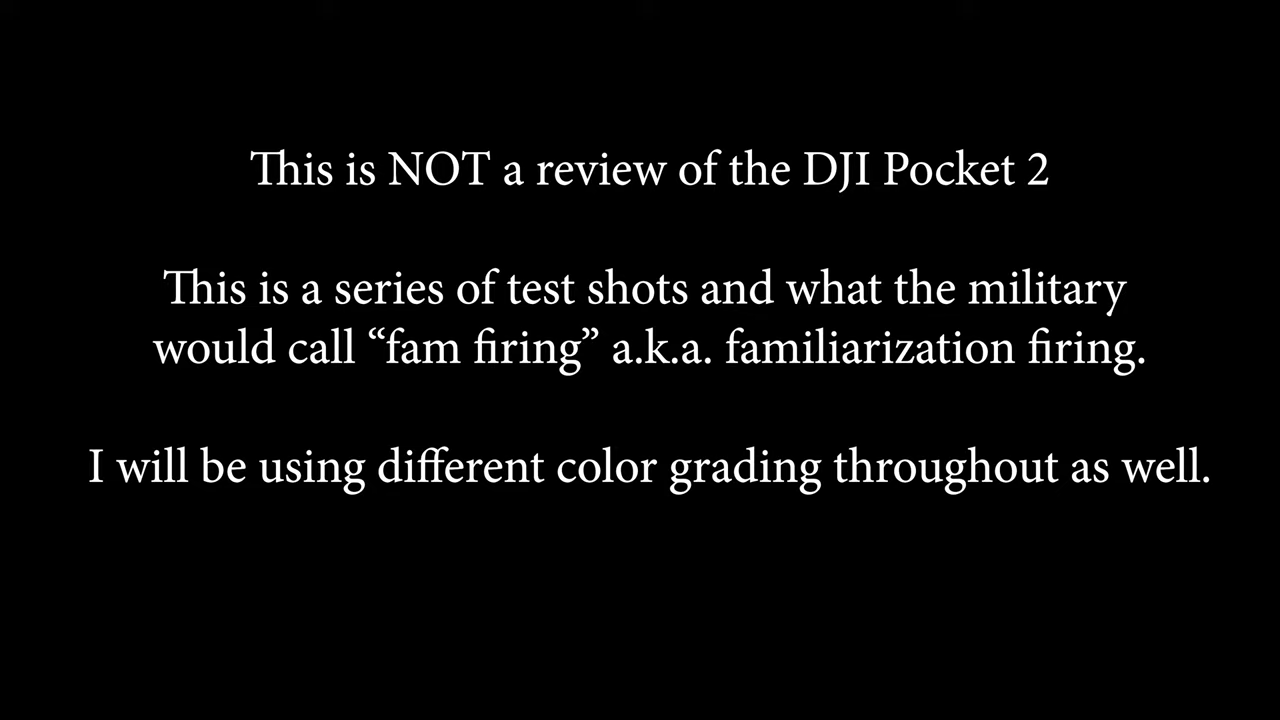 This is NOT a review of the DJI Pocket 2
This is a series of test shots and what the military
would call “fam firing” a.k.a. familiarization firing.
I will be using different color grading throughout as well.